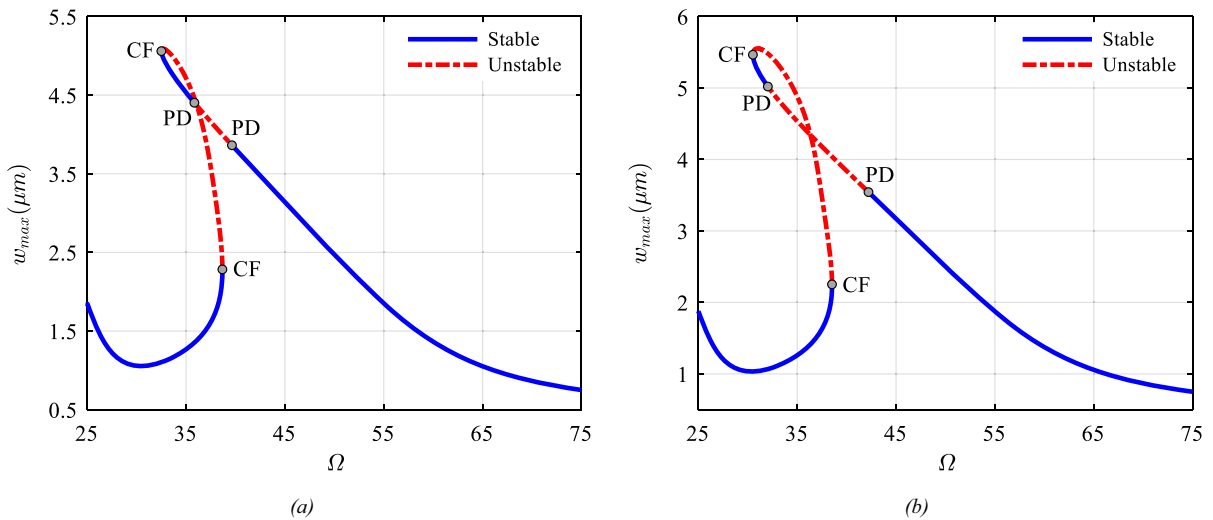 5.5
4.5
3.5
2.5
1.5
0.5
w_max(μm)
CF
PD
PD
CF
Stable
Unstable
25 35 45 55 65 75
Ω
(a)
6
5
4
3
2
1
w_max(μm)
CF
PD
PD
CF
Stable
Unstable
25 35 45 55 65 75
Ω
(b)